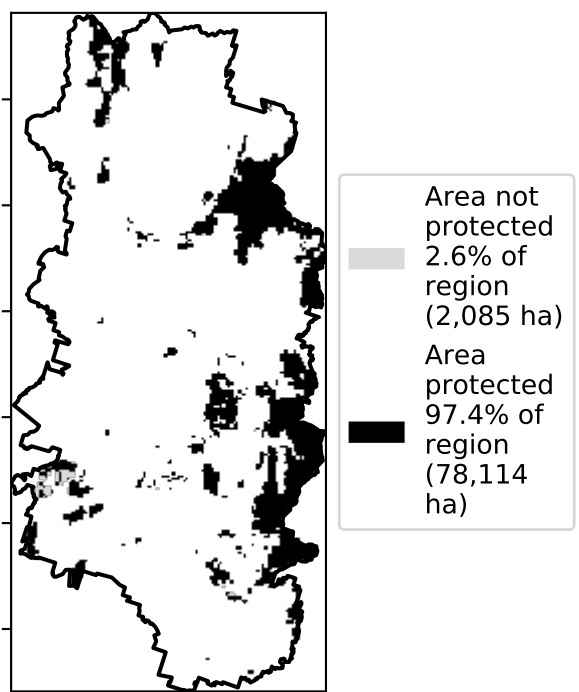 Area not
protected
2.6% of
region
(2,085 ha)
Area
protected
97.4% of
region
(78,114
ha)